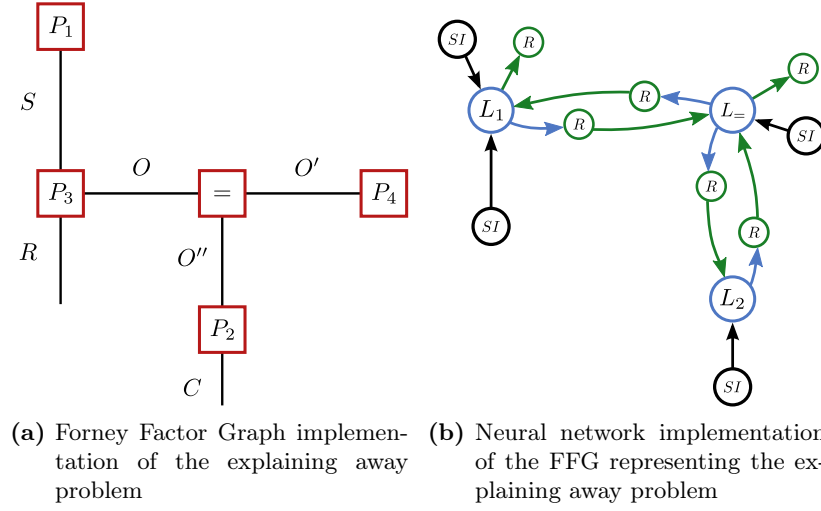 P1
S
P3
O
=
O′
P4
R
O′′
P2
C
SI
R
L1
R
R
L=
R
SI
SI
R
R
L2
SI
(a) Forney Factor Graph implemen-
tation of the explaining away
problem
(b) Neural network implementation
of the FFG representing the ex-
plaining away problem